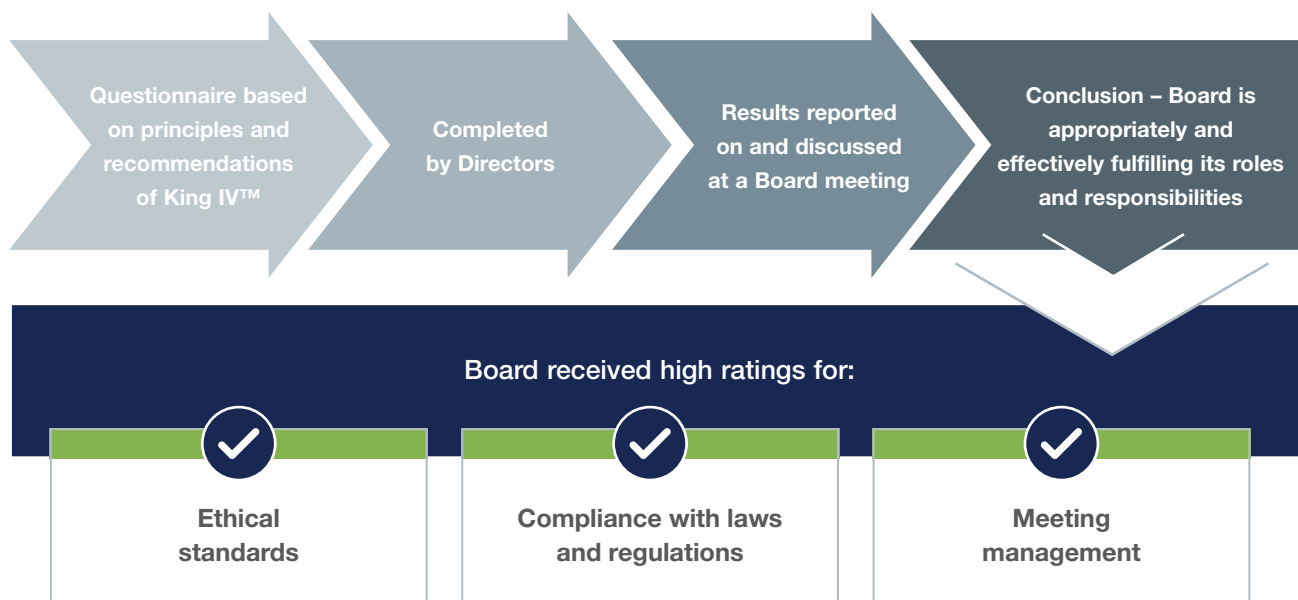 Questionnaire based
on principles and
recommendations
of King IV™
Completed
by Directors
Results reported
on and discussed
at a Board meeting
Conclusion – Board is
appropriately and
effectively fulfilling its roles
and responsibilities
Board received high ratings for:
Ethical
standards
Compliance with laws
and regulations
Meeting
management